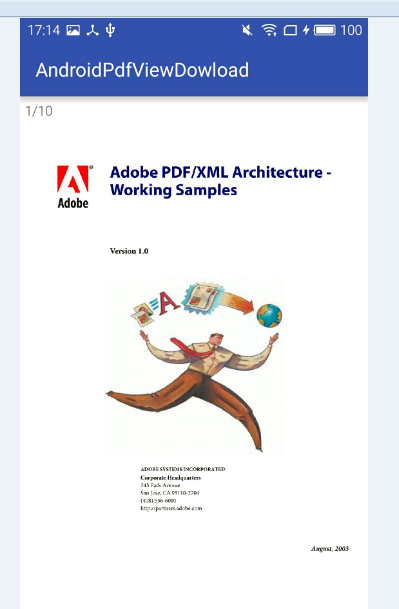 17:14
100
AndroidPdfViewDowload
1/10
Adobe
Adobe PDF/XML Architecture -
Working Samples
Version 1.0
A
ADOBE SYSTEMS INCORPORATED
Corporate Headquarters
345 Park Avenue
San Jose, CA 95110-2704
(408) 536-6000
http://partners.adobe.com
August, 2003